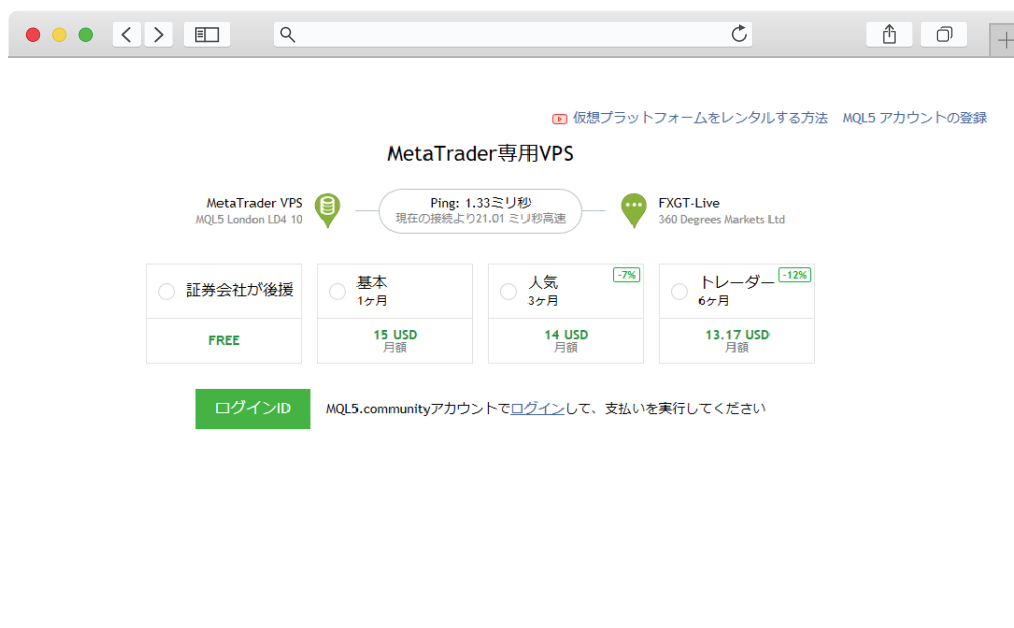 仮想プラットフォームをレンタルする方法 MQL5 アカウントの登録
MetaTrader専用VPS
MetaTrader VPS
MQL5 London LD4 10
Ping: 1.33ミリ秒
現在の接続より21.01 ミリ秒高速
FXGT-Live
360 Degrees Markets Ltd
証券会社が後援
FREE
基本
1ヶ月
15 USD
月額
人気
3ヶ月
-7%
14 USD
月額
トレーダー
6ヶ月
-12%
13.17 USD
月額
ログインID
MQL5.communityアカウントでログインして、支払いを実行してください